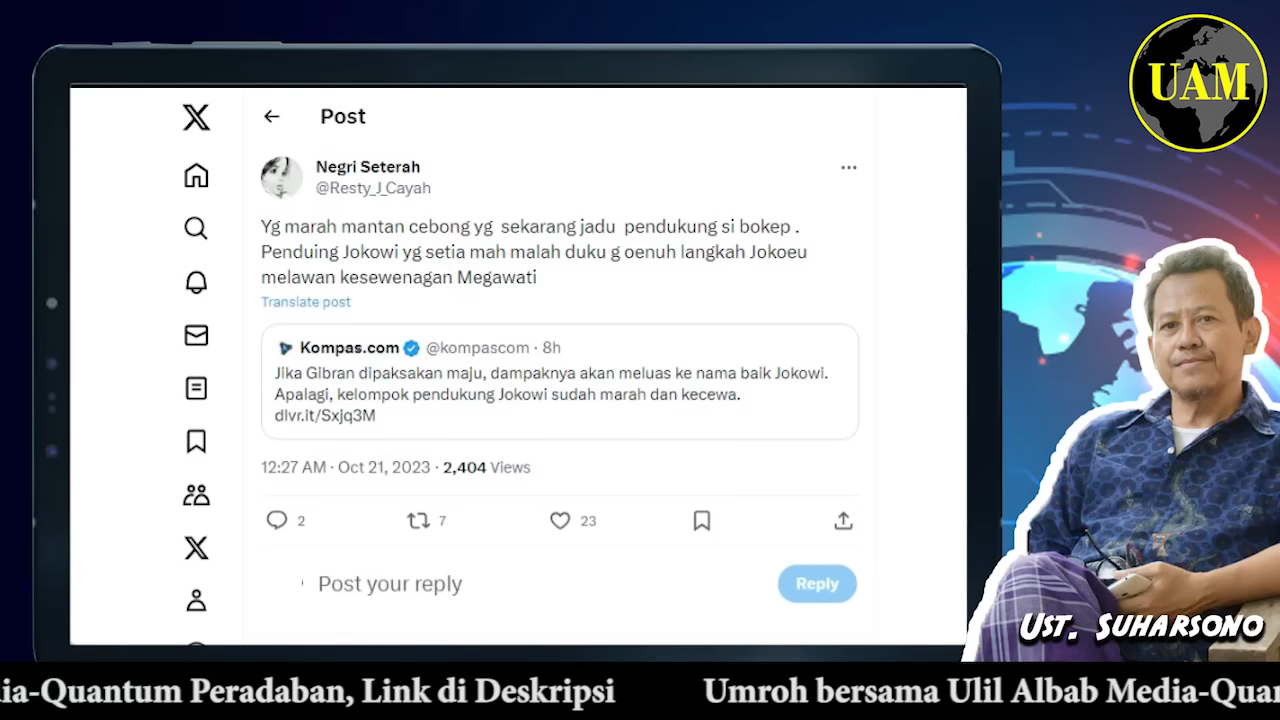 UAM
Post
Negri Seterah
@Resty_J_Cayah
Yg marah mantan cebong yg sekarang jadu pendukung si bokep .
Penduing Jokowi yg setia mah malah duku g oenuh langkah Jokoeu
melawan kesewenagan Megawati
Translate post
Kompas.com @kompascom · 8h
Jika Gibran dipaksakan maju, dampaknya akan meluas ke nama baik Jokowi.
Apalagi, kelompok pendukung Jokowi sudah marah dan kecewa.
dlvr.it/Sxjq3M
12:27 AM · Oct 21, 2023 · 2,404 Views
2 7 23
Post your reply Reply
Ust. Suharsono
ia-Quantum Peradaban, Link di Deskripsi Umroh bersama Ulil Albab Media-Quan